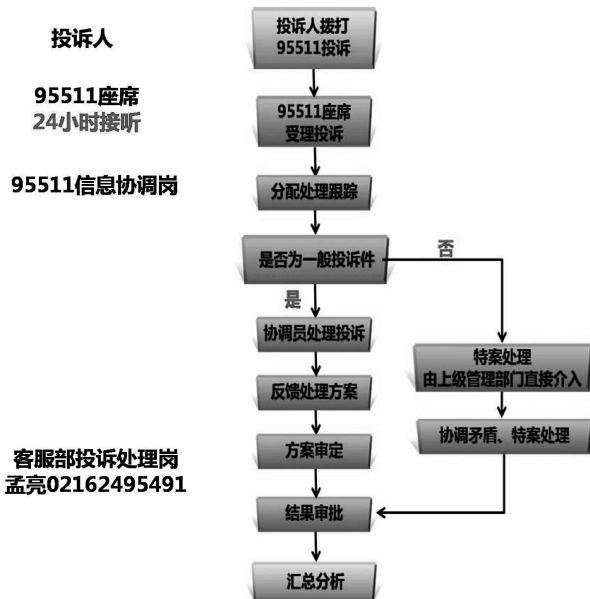 投诉人
投诉人拨打
95511投诉
95511座席
24小时接听
95511座席
受理投诉
95511信息协调岗
分配处理跟踪
是否为一般投诉件
否
是
协调员处理投诉
特案处理
由上级管理部门直接介入
反馈处理方案
协调矛盾、特案处理
客服部投诉处理岗
孟亮02162495491
方案审定
结果审批
汇总分析